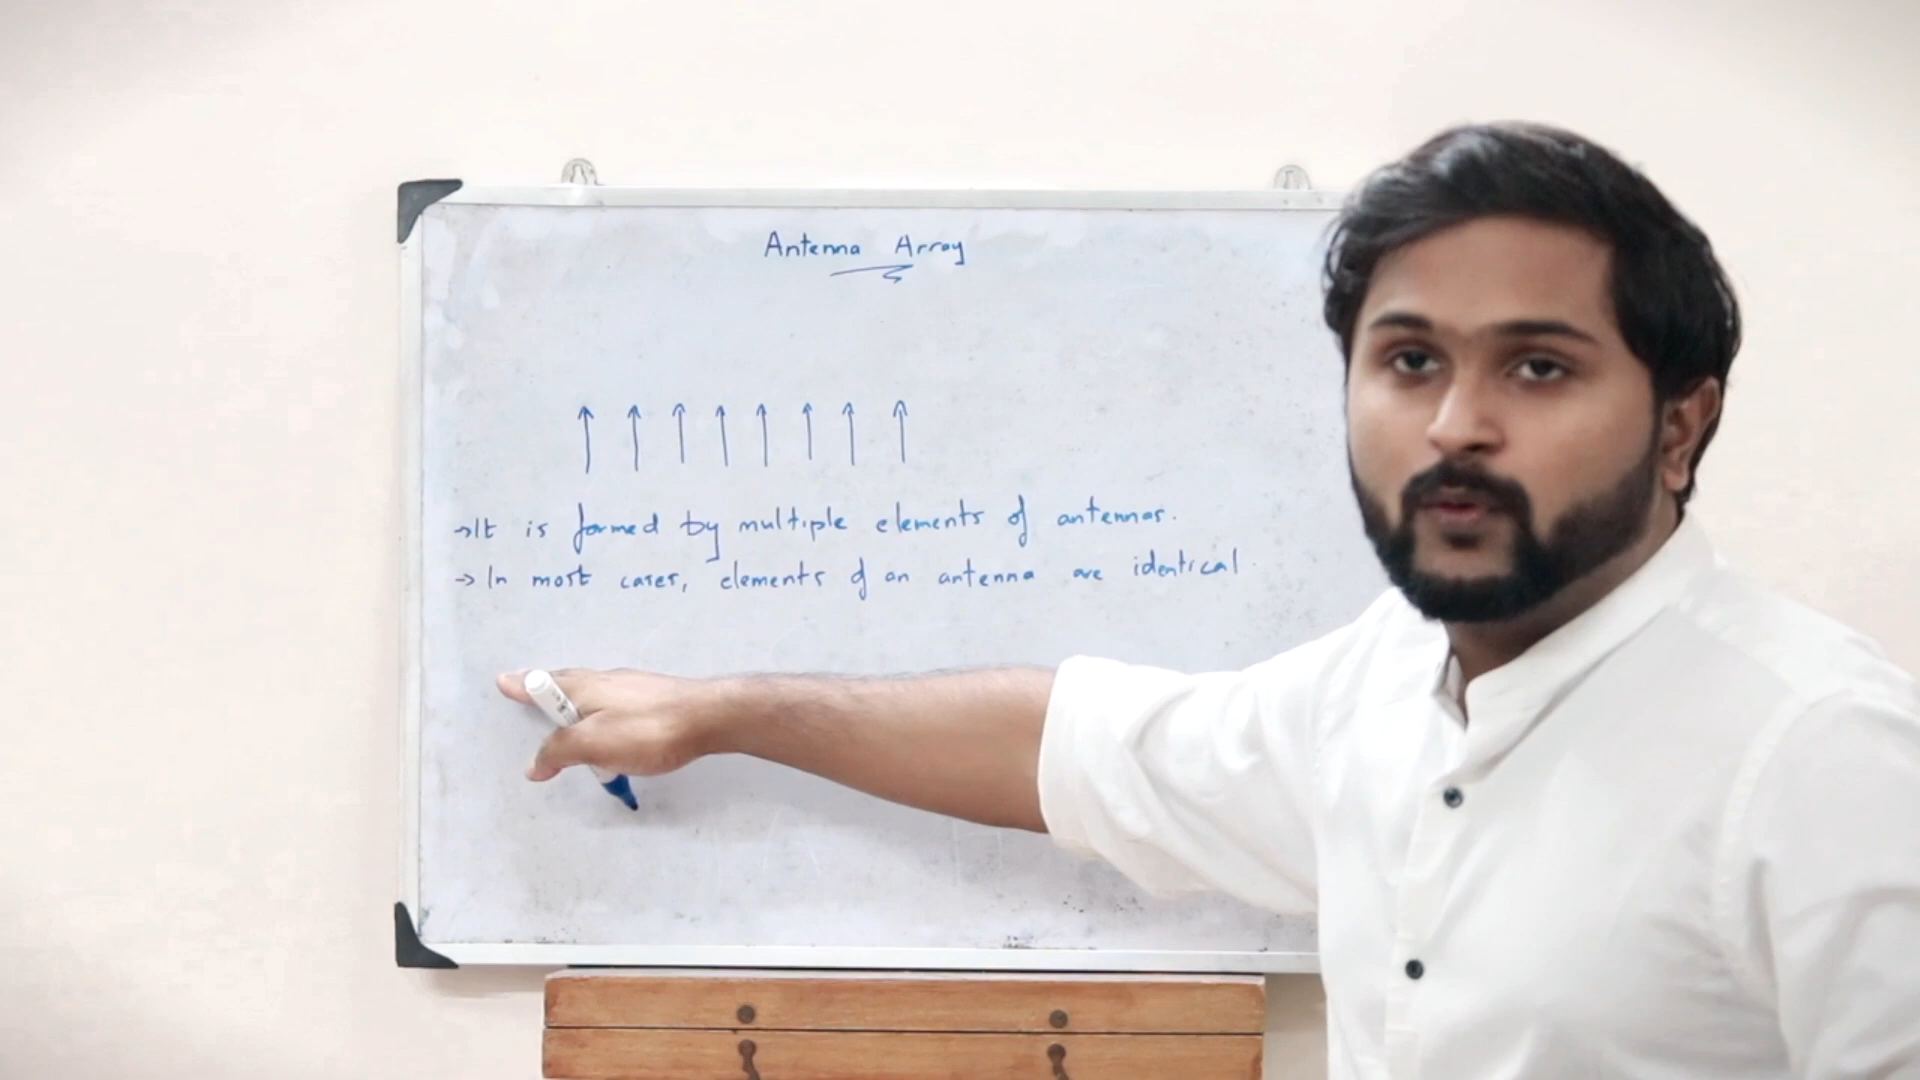 Antenna Array
→ It is formed by multiple elements of antennas.
→ In most cases, elements of an antenna are identical.